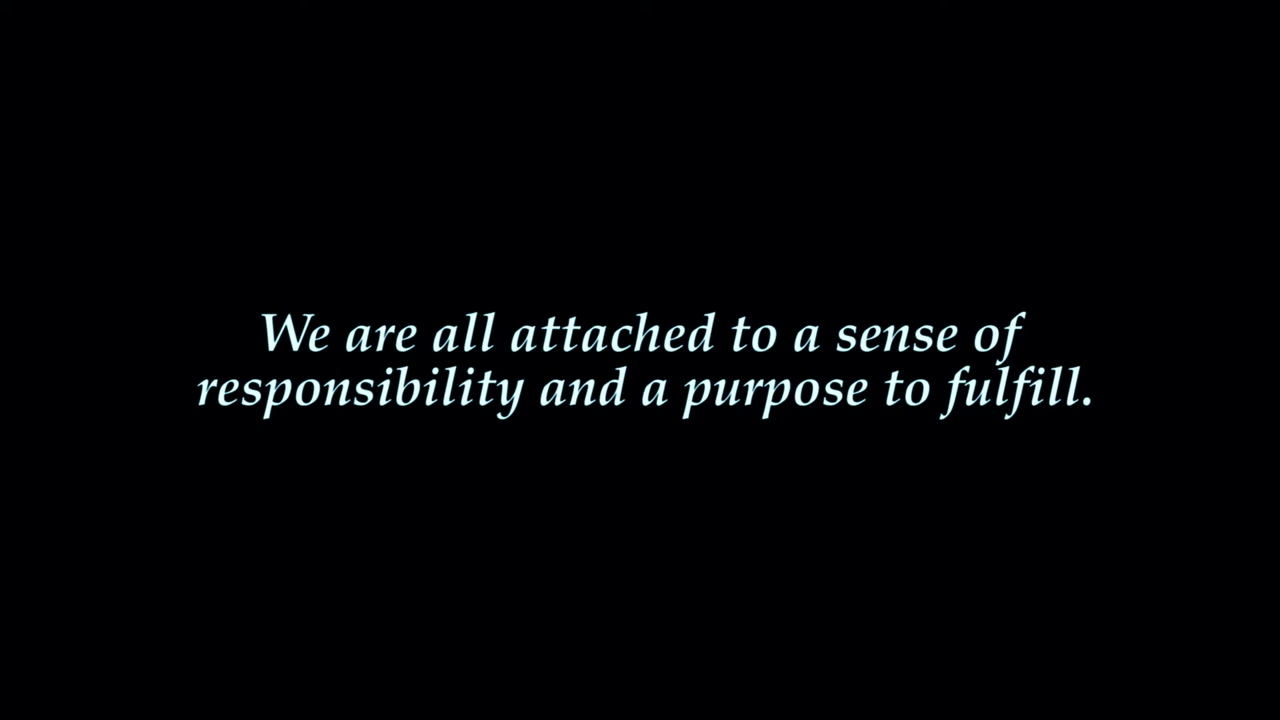 We are all attached to a sense of
responsibility and a purpose to fulfill.